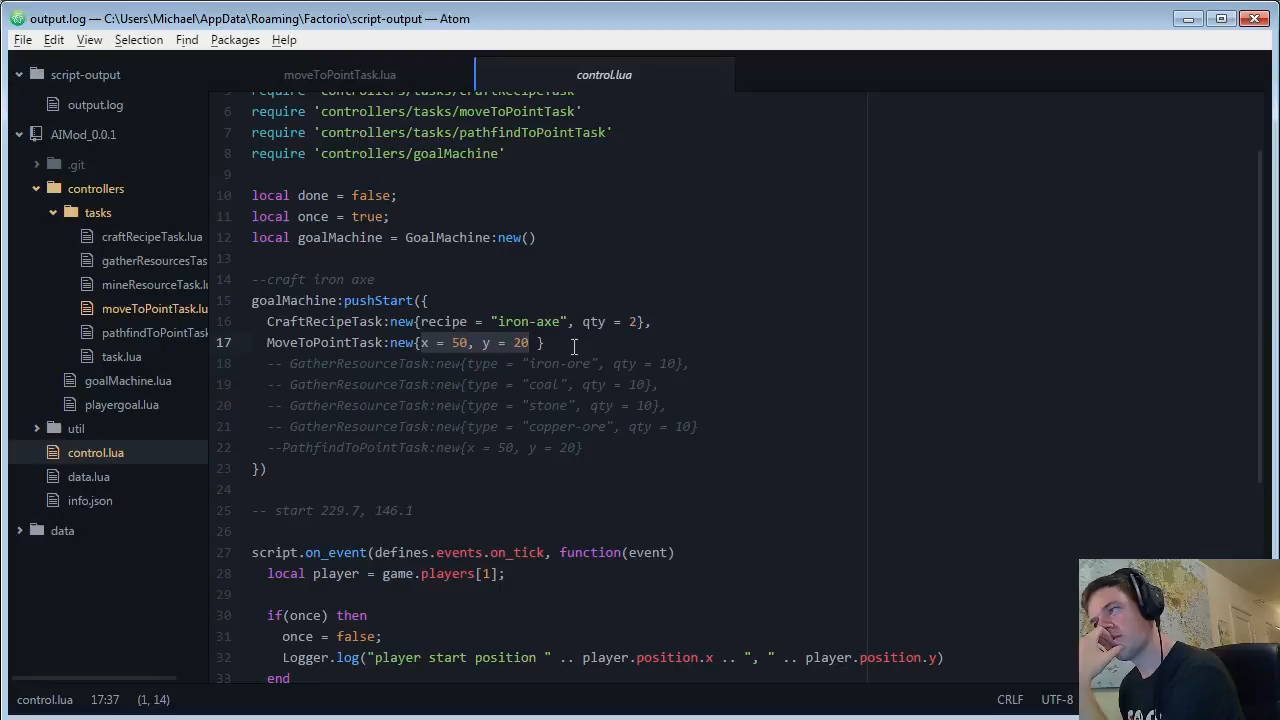 output.log — C:\Users\Michael\AppData\Roaming\Factorio\script-output — Atom
File Edit View Selection Find Packages Help
script-output
output.log
AIMod_0.0.1
.git
controllers
tasks
craftRecipeTask.lua
gatherResourcesTas
mineResourceTask.lu
moveToPointTask.lu
pathfindToPointTask
task.lua
goalMachine.lua
playergoal.lua
util
control.lua
data.lua
info.json
data
moveToPointTask.lua control.lua
5 require 'controllers/tasks/craftRecipeTask'
6 require 'controllers/tasks/moveToPointTask'
7 require 'controllers/tasks/pathfindToPointTask'
8 require 'controllers/goalMachine'
9
10 local done = false;
11 local once = true;
12 local goalMachine = GoalMachine:new()
13
14 --craft iron axe
15 goalMachine:pushStart({
16 CraftRecipeTask:new{recipe = "iron-axe", qty = 2},
17 MoveToPointTask:new{x = 50, y = 20 }
18 -- GatherResourceTask:new{type = "iron-ore", qty = 10},
19 -- GatherResourceTask:new{type = "coal", qty = 10},
20 -- GatherResourceTask:new{type = "stone", qty = 10},
21 -- GatherResourceTask:new{type = "copper-ore", qty = 10}
22 --PathfindToPointTask:new{x = 50, y = 20}
23 })
24
25 -- start 229.7, 146.1
26
27 script.on_event(defines.events.on_tick, function(event)
28 local player = game.players[1];
29
30 if(once) then
31 once = false;
32 Logger.log("player start position " .. player.position.x .. ", " .. player.position.y)
33 end
control.lua 17:37 (1, 14) CRLF UTF-8